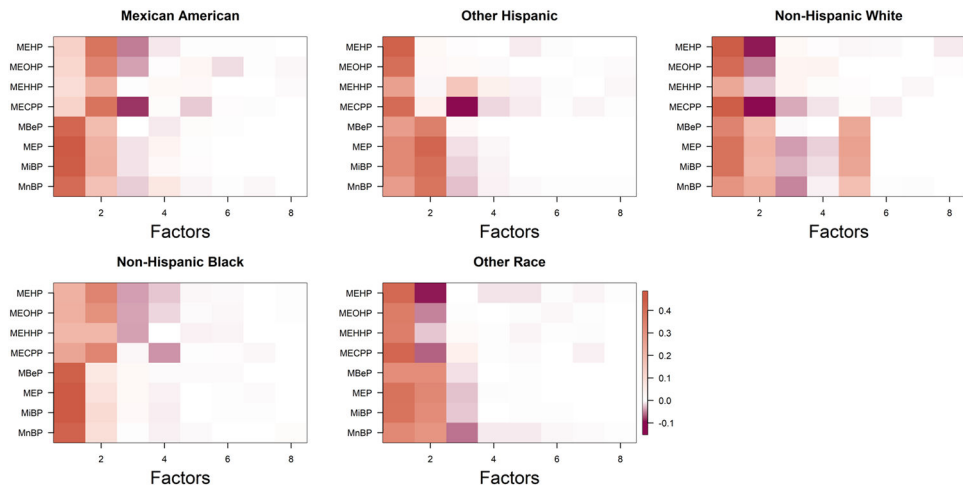 Mexican American
Other Hispanic
Non-Hispanic White
MEHP
MEOHP
MEHHP
MECPP
MBeP
MEP
MiBP
MnBP
2 4 6 8
Factors
MEHP
MEOHP
MEHHP
MECPP
MBeP
MEP
MiBP
MnBP
2 4 6 8
Factors
MEHP
MEOHP
MEHHP
MECPP
MBeP
MEP
MiBP
MnBP
2 4 6 8
Factors
Non-Hispanic Black
Other Race
MEHP
MEOHP
MEHHP
MECPP
MBeP
MEP
MiBP
MnBP
2 4 6 8
Factors
MEHP
MEOHP
MEHHP
MECPP
MBeP
MEP
MiBP
MnBP
2 4 6 8
Factors
0.4
0.3
0.2
0.1
0.0
-0.1